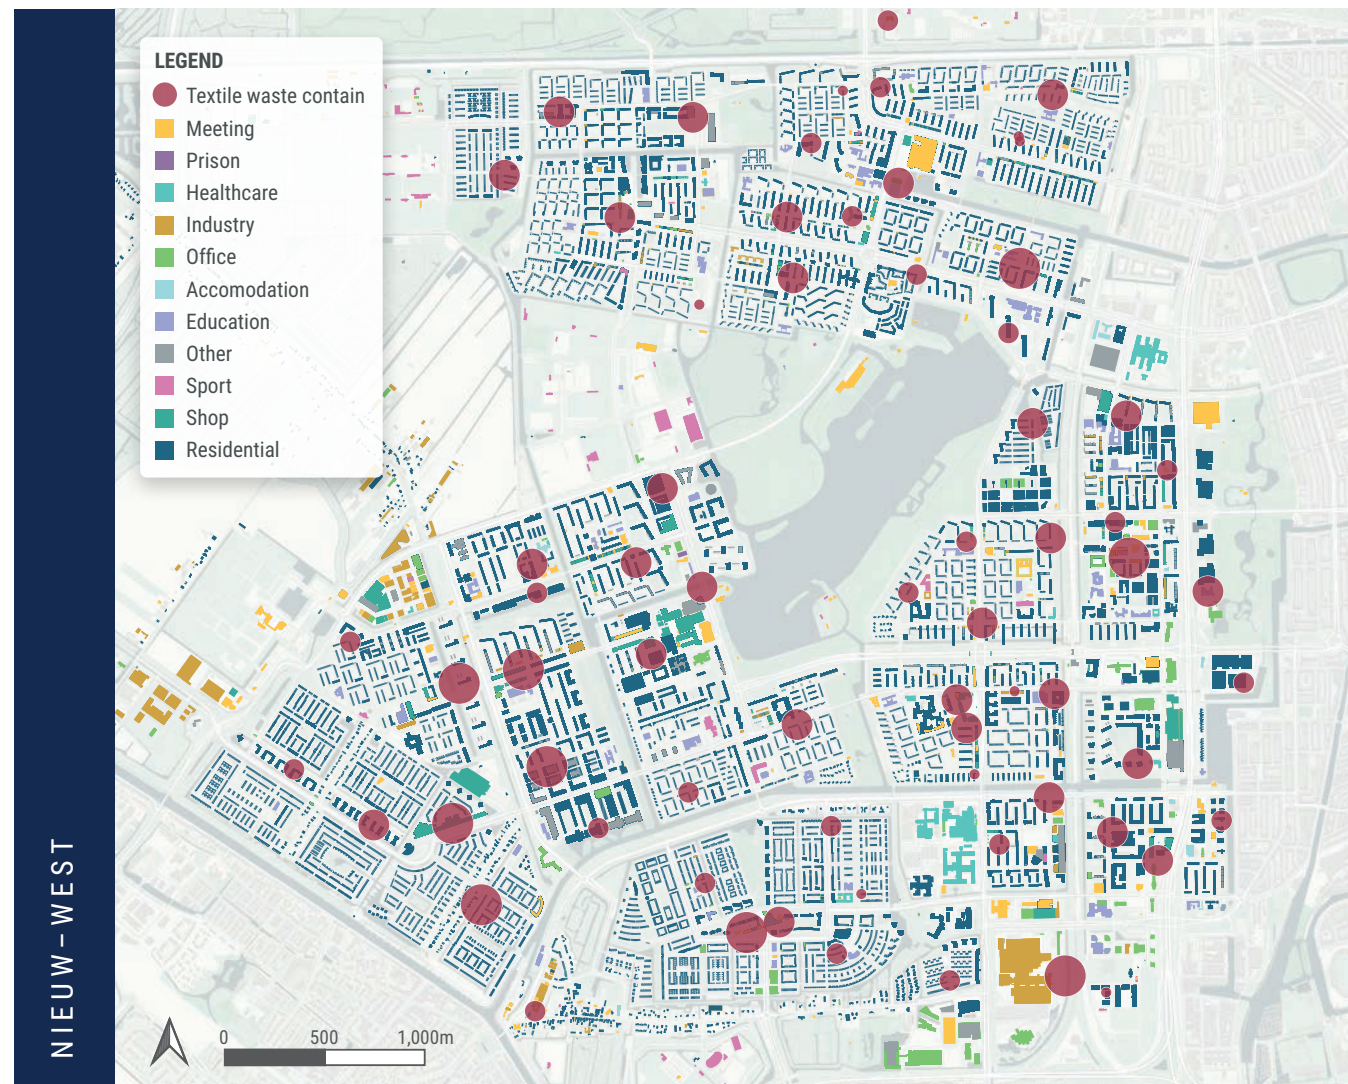 LEGEND
Textile waste contain
Meeting
Prison
Healthcare
Industry
Office
Accomodation
Education
Other
Sport
Shop
Residential
NIEUW–WEST
0 500 1,000m